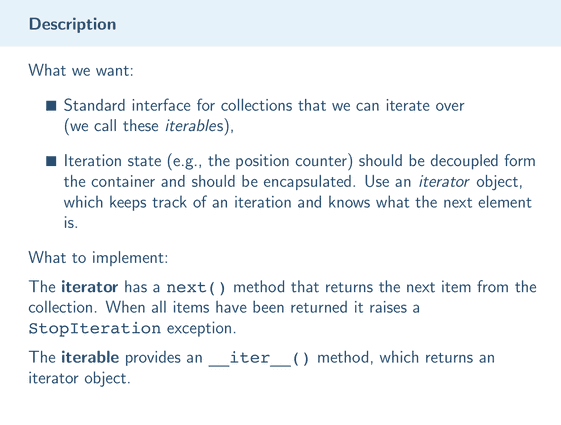 Description
What we want:
■ Standard interface for collections that we can iterate over
(we call these iterables),
■ Iteration state (e.g., the position counter) should be decoupled form
the container and should be encapsulated. Use an iterator object,
which keeps track of an iteration and knows what the next element
is.
What to implement:
The iterator has a next() method that returns the next item from the
collection. When all items have been returned it raises a
StopIteration exception.
The iterable provides an __iter__() method, which returns an
iterator object.